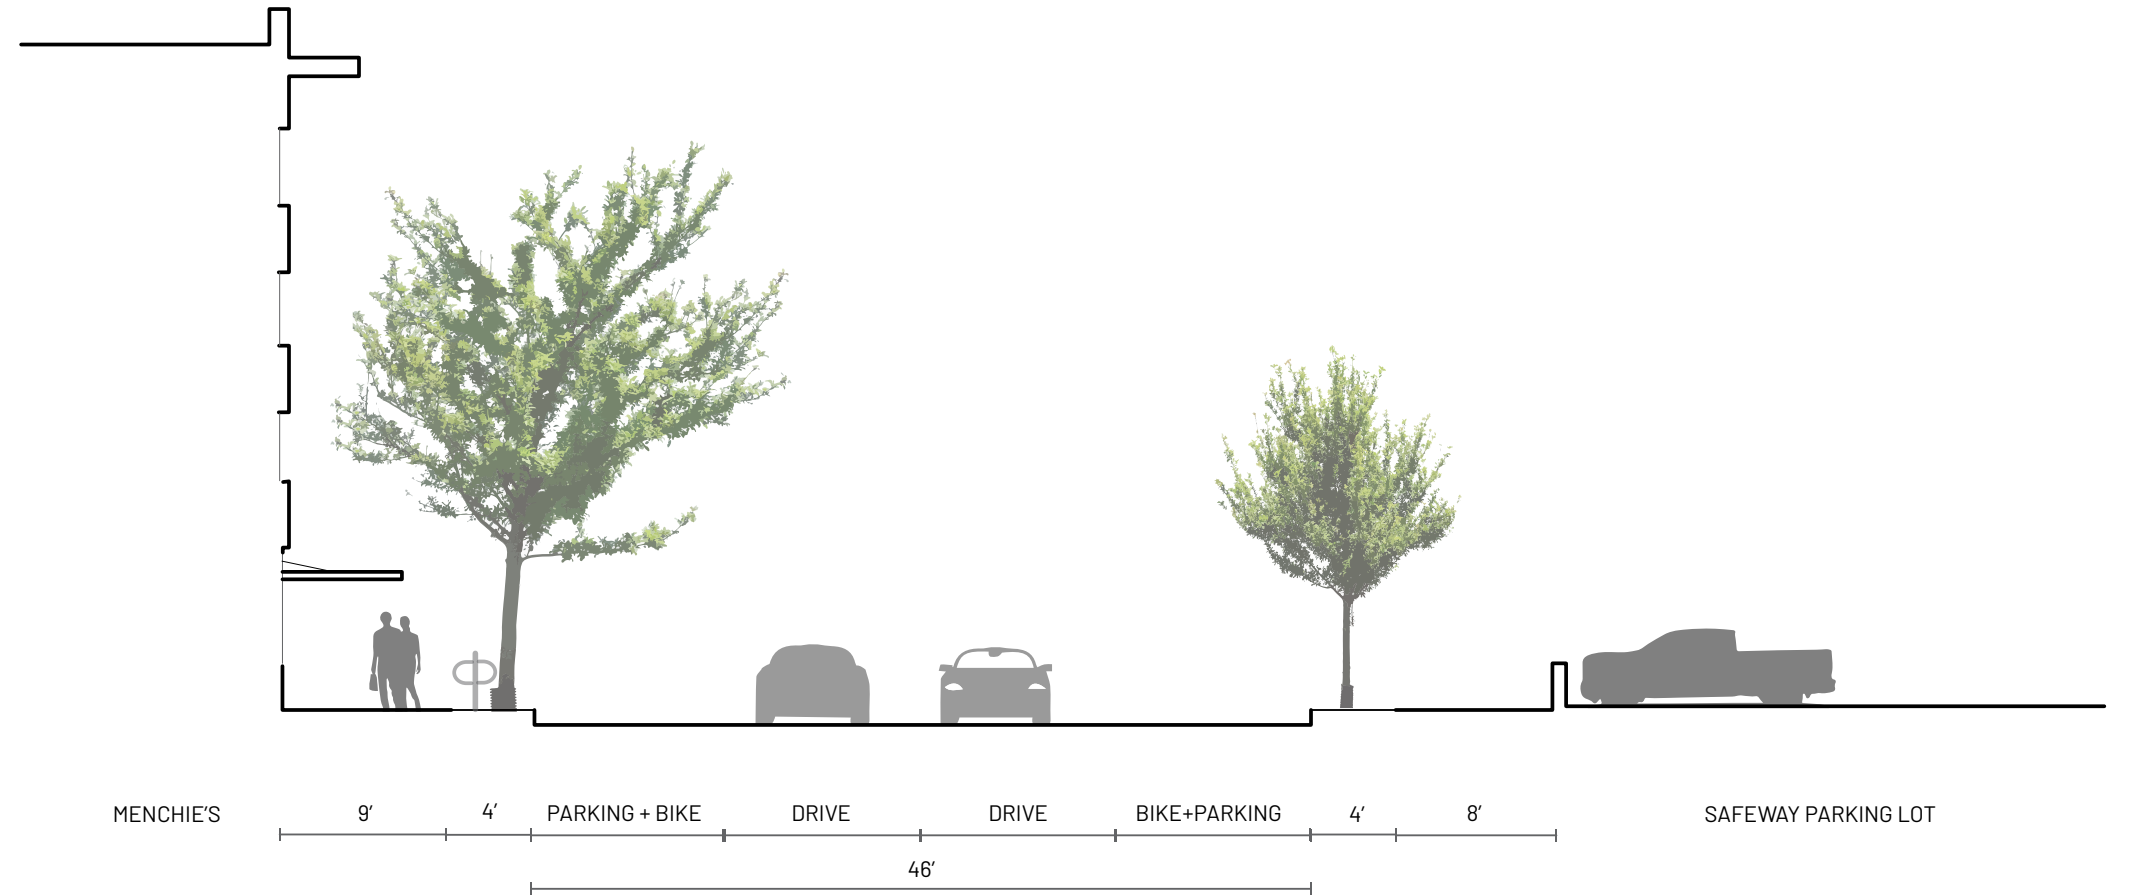 MENCHIE'S
9'
4'
PARKING + BIKE
DRIVE
DRIVE
BIKE+PARKING
4'
8'
SAFEWAY PARKING LOT
46'